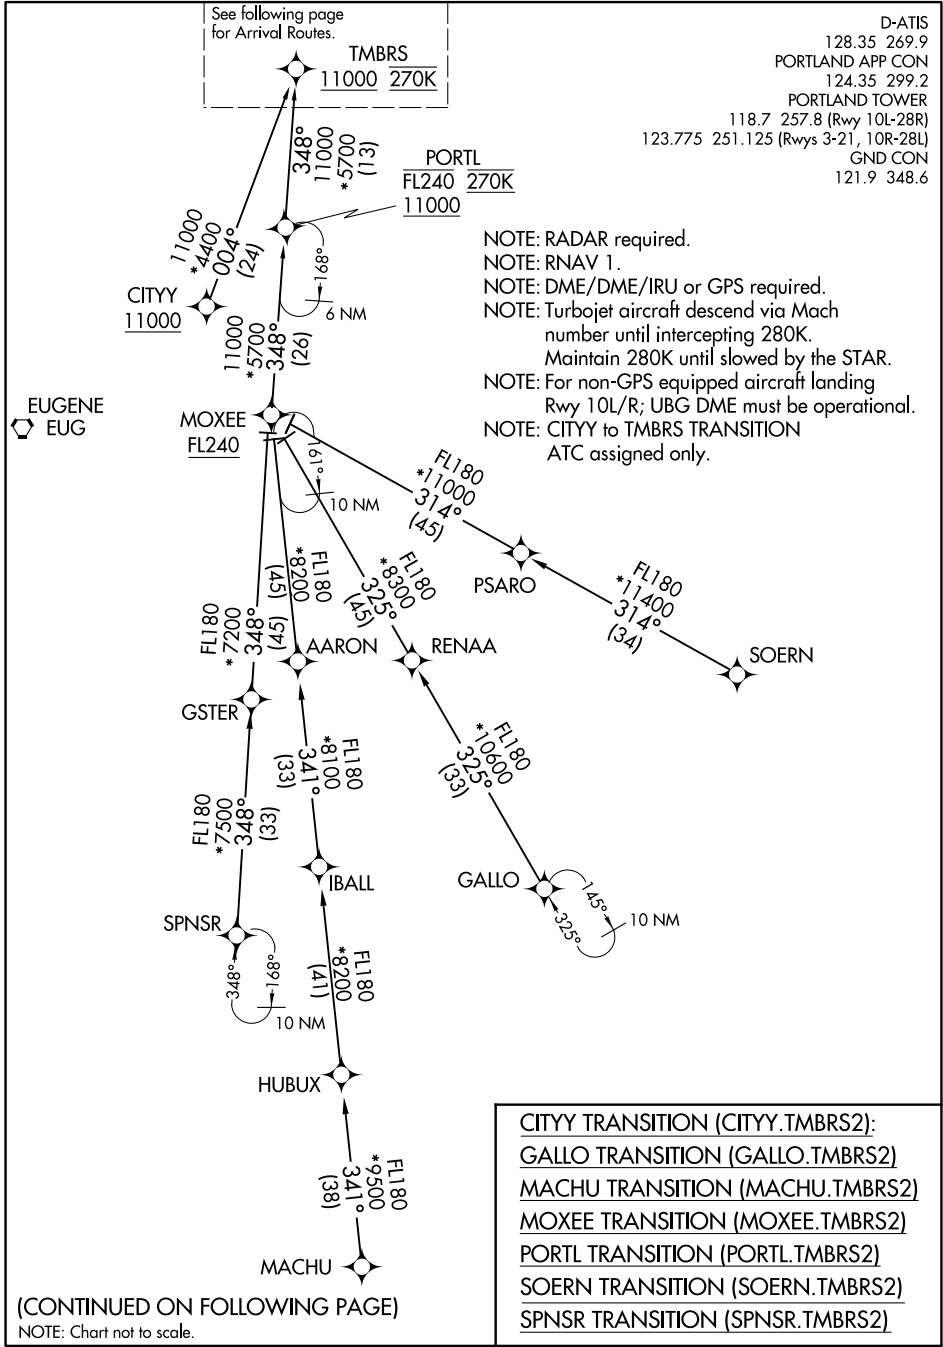 See following page
for Arrival Routes.
TMBRS
11000 270K
D-ATIS
128.35 269.9
PORTLAND APP CON
124.35 299.2
PORTLAND TOWER
118.7 257.8 (Rwy 10L-28R)
123.775 251.125 (Rwys 3-21, 10R-28L)
GND CON
121.9 348.6
348°
11000
*5700
(13)
PORTL
FL240 270K
11000
11000
*4400
004°
(24)
CITYY
11000
168°
6 NM
11000
*5700
348°
(26)
NOTE: RADAR required.
NOTE: RNAV 1.
NOTE: DME/DME/IRU or GPS required.
NOTE: Turbojet aircraft descend via Mach
number until intercepting 280K.
Maintain 280K until slowed by the STAR.
NOTE: For non-GPS equipped aircraft landing
Rwy 10L/R; UBG DME must be operational.
NOTE: CITYY to TMBRS TRANSITION
ATC assigned only.
EUGENE
EUG
MOXEE
FL240
161°
10 NM
FL180
*11000
314°
(45)
PSARO
FL180
*11400
314°
(34)
SOERN
FL180
*8300
325°
(45)
RENAA
FL180
*8200
(45)
AARON
FL180
*7200
348°
(45)
GSTER
FL180
*10600
325°
(33)
GALLO
145°
325°
10 NM
FL180
*8100
341°
(33)
IBALL
FL180
*7500
348°
(33)
SPNSR
348°
168°
10 NM
FL180
*8200
(41)
HUBUX
FL180
*9500
341°
(38)
MACHU
(CONTINUED ON FOLLOWING PAGE)
NOTE: Chart not to scale.
CITYY TRANSITION (CITYY.TMBRS2):
GALLO TRANSITION (GALLO.TMBRS2)
MACHU TRANSITION (MACHU.TMBRS2)
MOXEE TRANSITION (MOXEE.TMBRS2)
PORTL TRANSITION (PORTL.TMBRS2)
SOERN TRANSITION (SOERN.TMBRS2)
SPNSR TRANSITION (SPNSR.TMBRS2)